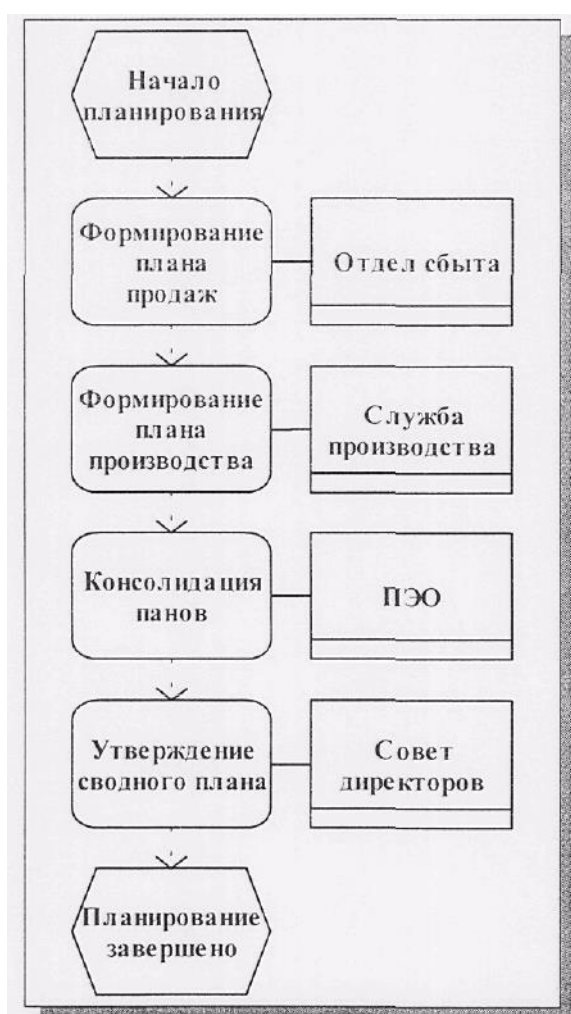 Начало
планирования
Формирование
плана
продаж
Отдел сбыта
Формирование
плана
производства
Служба
производства
Консолидация
панов
ПЭО
Утверждение
сводного плана
Совет
директоров
Планирование
завершено